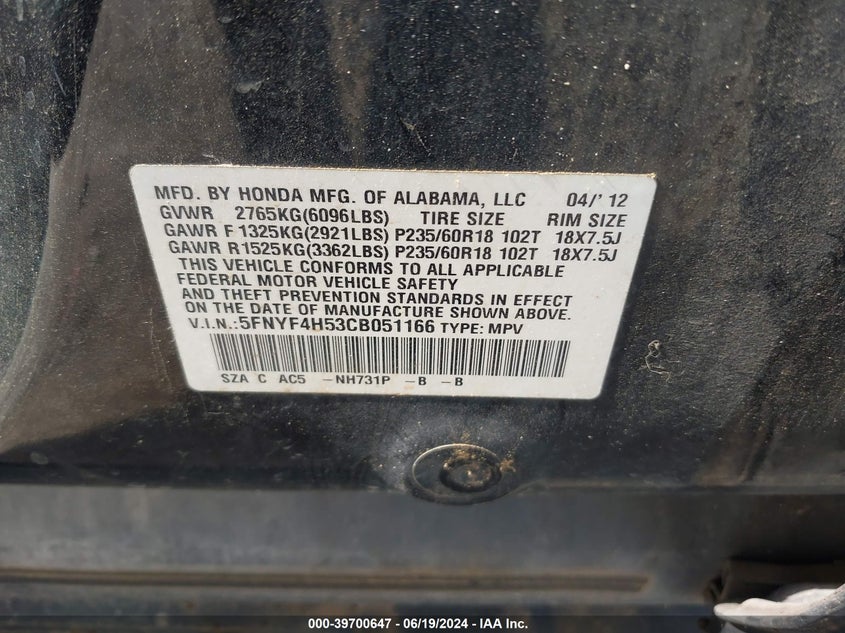 MFD. BY HONDA MFG. OF ALABAMA, LLC 04/' 12
GVWR 2765KG(6096LBS) TIRE SIZE RIM SIZE
GAWR F 1325KG(2921LBS) P235/60R18 102T 18X7.5J
GAWR R1525KG(3362LBS) P235/60R18 102T 18X7.5J
THIS VEHICLE CONFORMS TO ALL APPLICABLE
FEDERAL MOTOR VEHICLE SAFETY
AND THEFT PREVENTION STANDARDS IN EFFECT
ON THE DATE OF MANUFACTURE SHOWN ABOVE.
V.I.N.:5FNYF4H53CB051166 TYPE: MPV
SZA C AC5 -NH731P -B -B
000-39700647 - 06/19/2024 - IAA Inc.